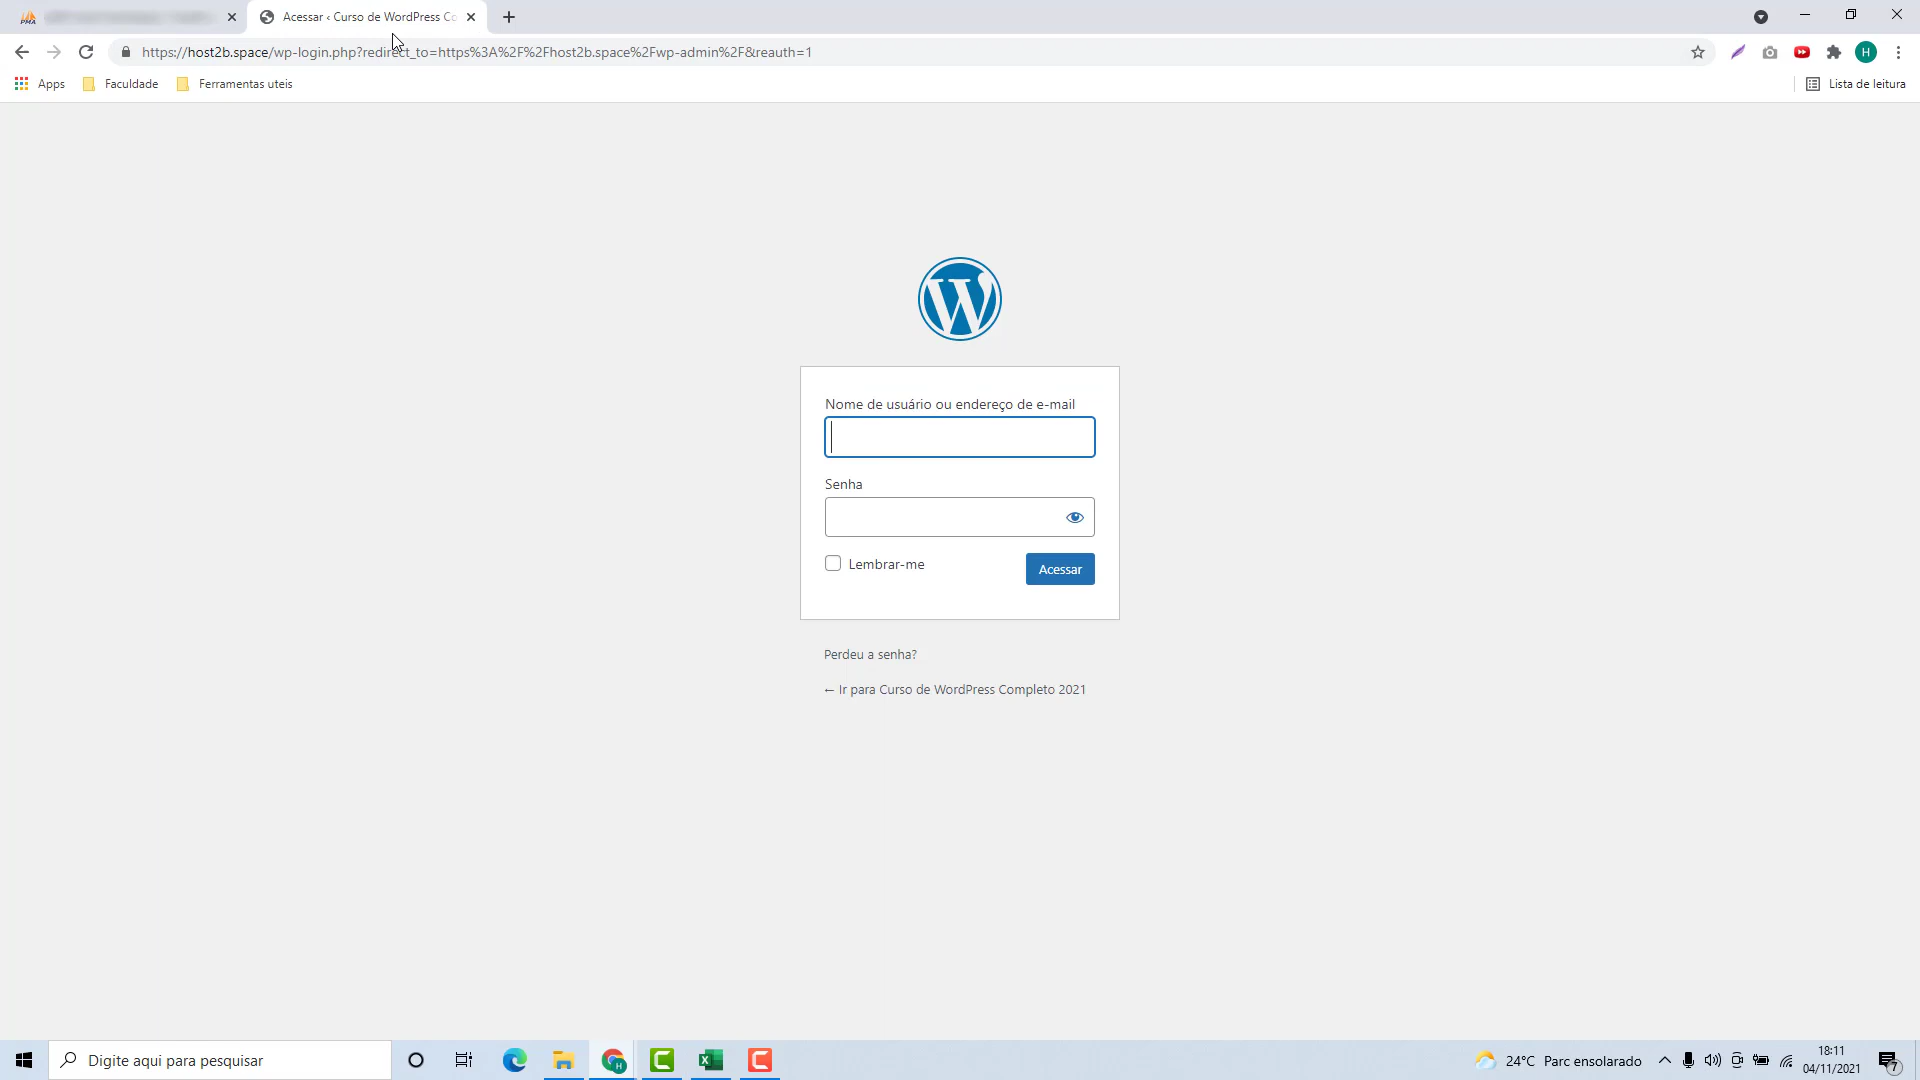 PMA
Acessar ‹ Curso de WordPress Co
https://host2b.space/wp-login.php?redirect_to=https%3A%2F%2Fhost2b.space%2Fwp-admin%2F&reauth=1
H
Apps
Faculdade
Ferramentas uteis
Lista de leitura
Nome de usuário ou endereço de e-mail
Senha
Lembrar-me
Acessar
Perdeu a senha?
← Ir para Curso de WordPress Completo 2021
Digite aqui para pesquisar
24°C Parc ensolarado
18:11
04/11/2021
7